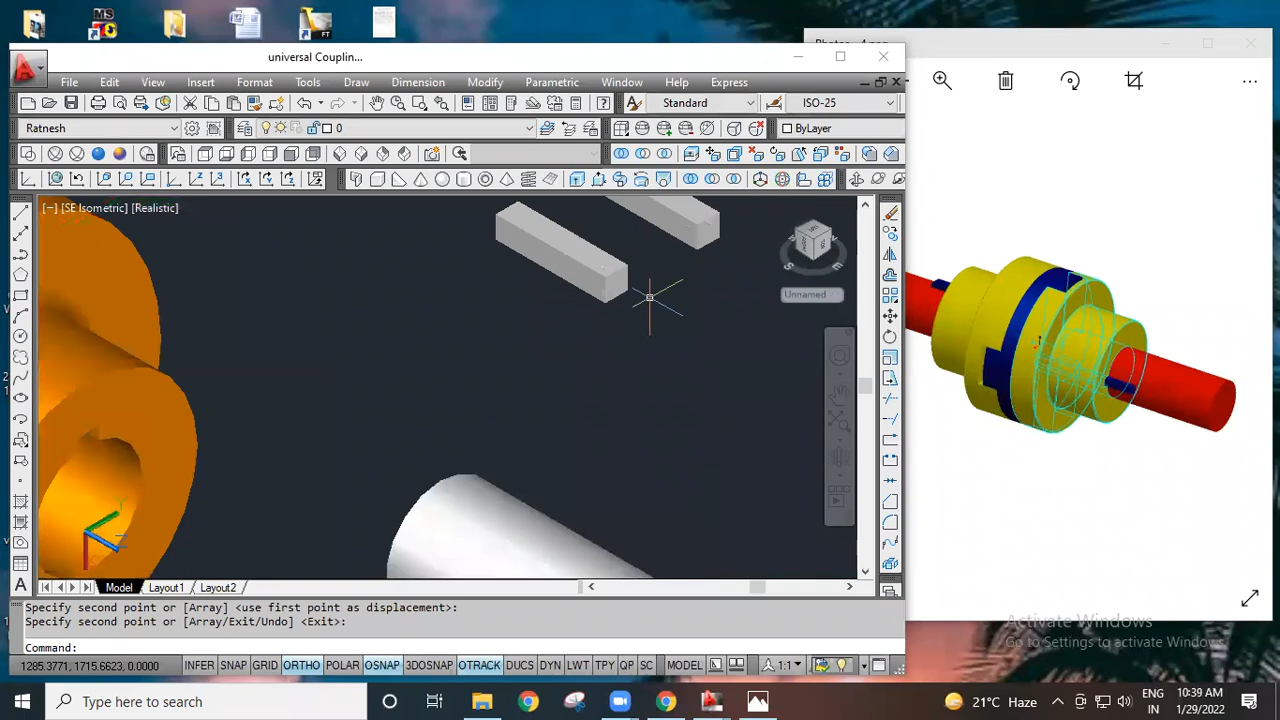 universal Couplin...
File Edit View Insert Format Tools Draw Dimension Modify Parametric Window Help Express
Standard ISO-25
Ratnesh 0 ByLayer
[−] [SE Isometric] [Realistic]
S E
Unnamed
Model Layout1 Layout2
Specify second point or [Array] <use first point as displacement>:
Specify second point or [Array/Exit/Undo] <Exit>:
Command:
1285.3771, 1715.6623, 0.0000 INFER SNAP GRID ORTHO POLAR OSNAP 3DOSNAP OTRACK DUCS DYN LWT TPY QP SC MODEL 1:1
Activate Windows
Go to Settings to activate Windows.
Type here to search
21°C Haze
ENG
IN
10:39 AM
1/29/2022